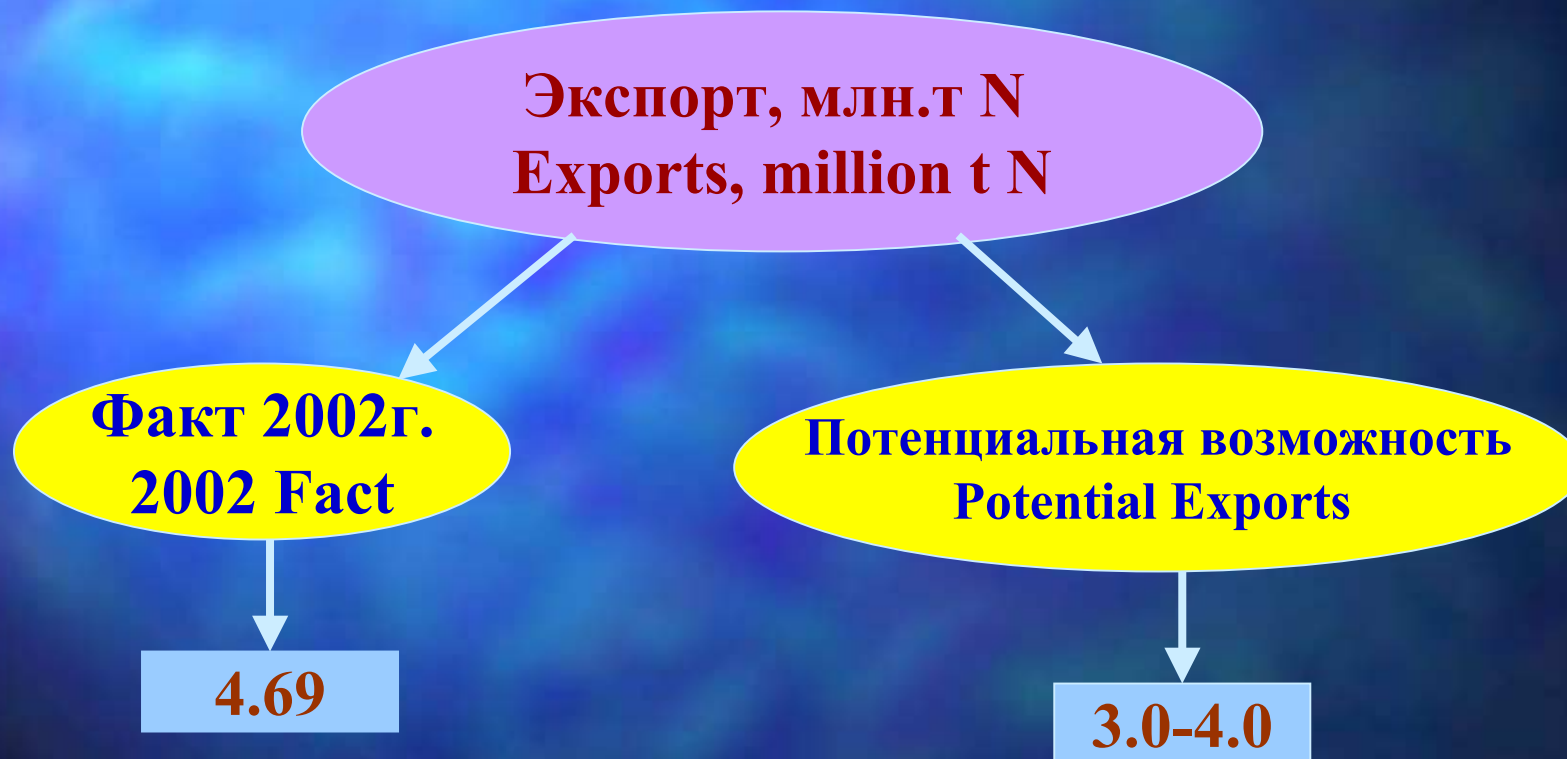 Экспорт, млн.т N
Exports, million t N
Факт 2002г.
2002 Fact
Потенциальная возможность
Potential Exports
4.69
3.0-4.0